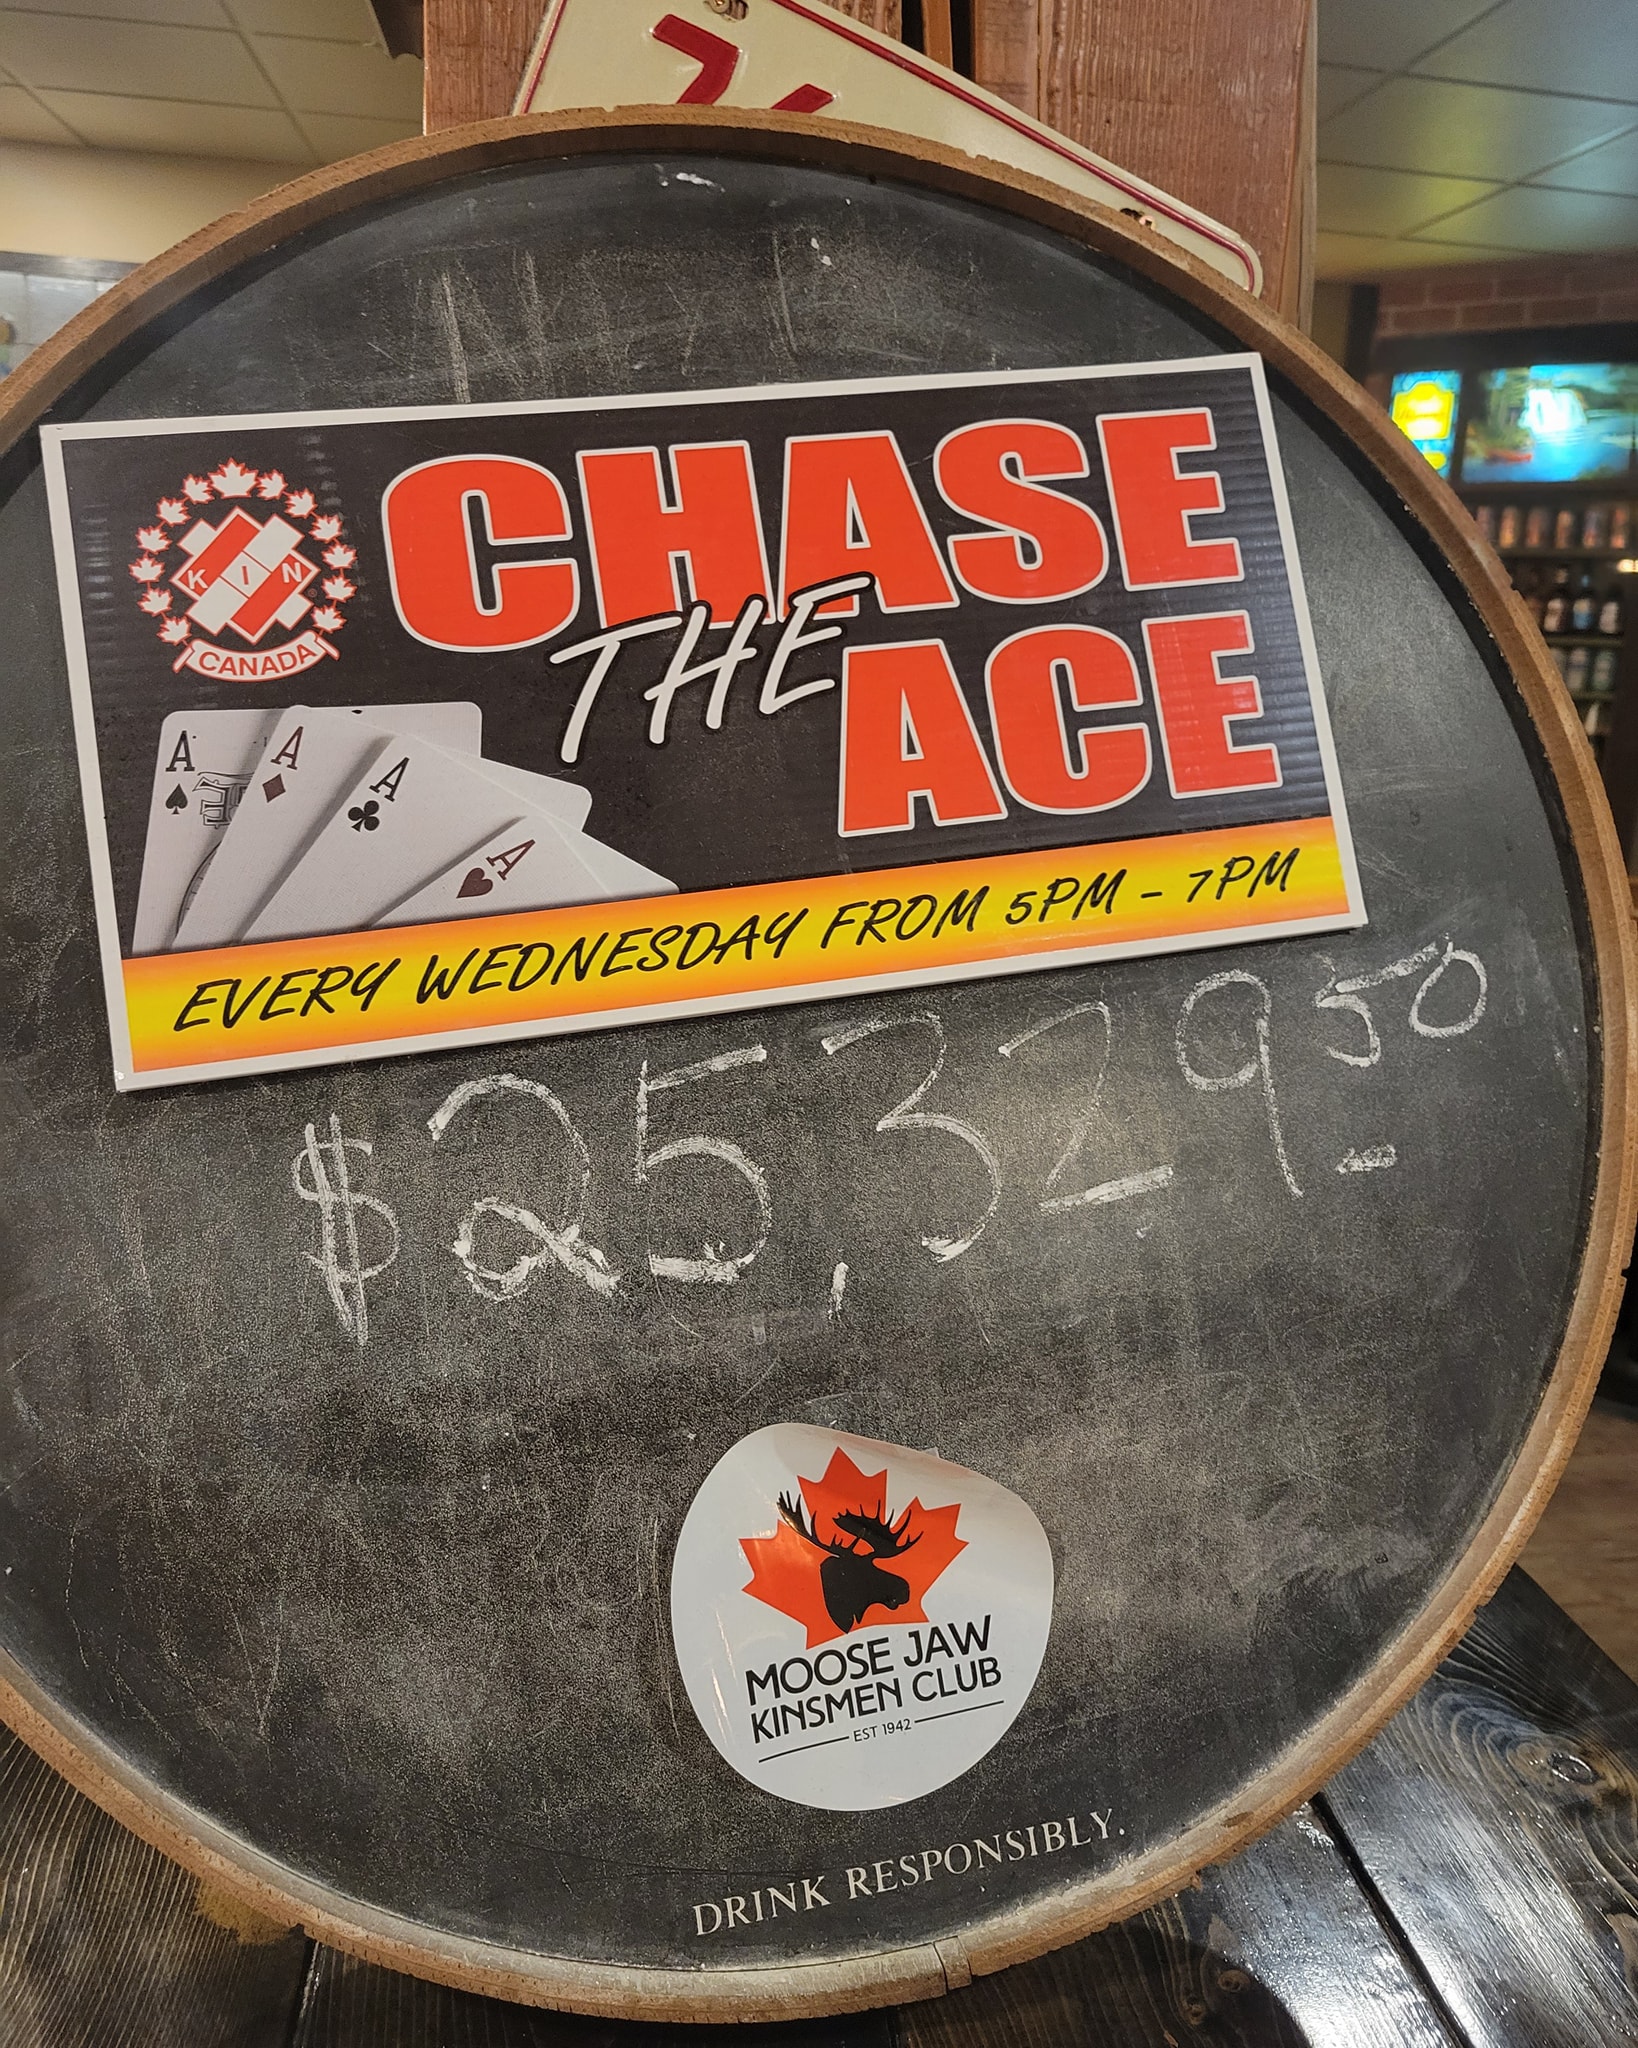 CHASE
THE
ACE
KIN
CANADA
A
A
A
A
EVERY WEDNESDAY FROM 5PM - 7PM
$25,329.50
MOOSE JAW
KINSMEN CLUB
EST 1942
DRINK RESPONSIBLY.